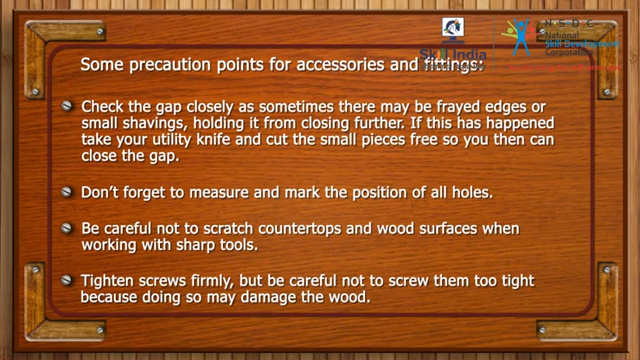 N S D C
National
Skill Development
Corporation
Skill India
Some precaution points for accessories and fittings:
Check the gap closely as sometimes there may be frayed edges or
small shavings, holding it from closing further. If this has happened
take your utility knife and cut the small pieces free so you then can
close the gap.
Don't forget to measure and mark the position of all holes.
Be careful not to scratch countertops and wood surfaces when
working with sharp tools.
Tighten screws firmly, but be careful not to screw them too tight
because doing so may damage the wood.